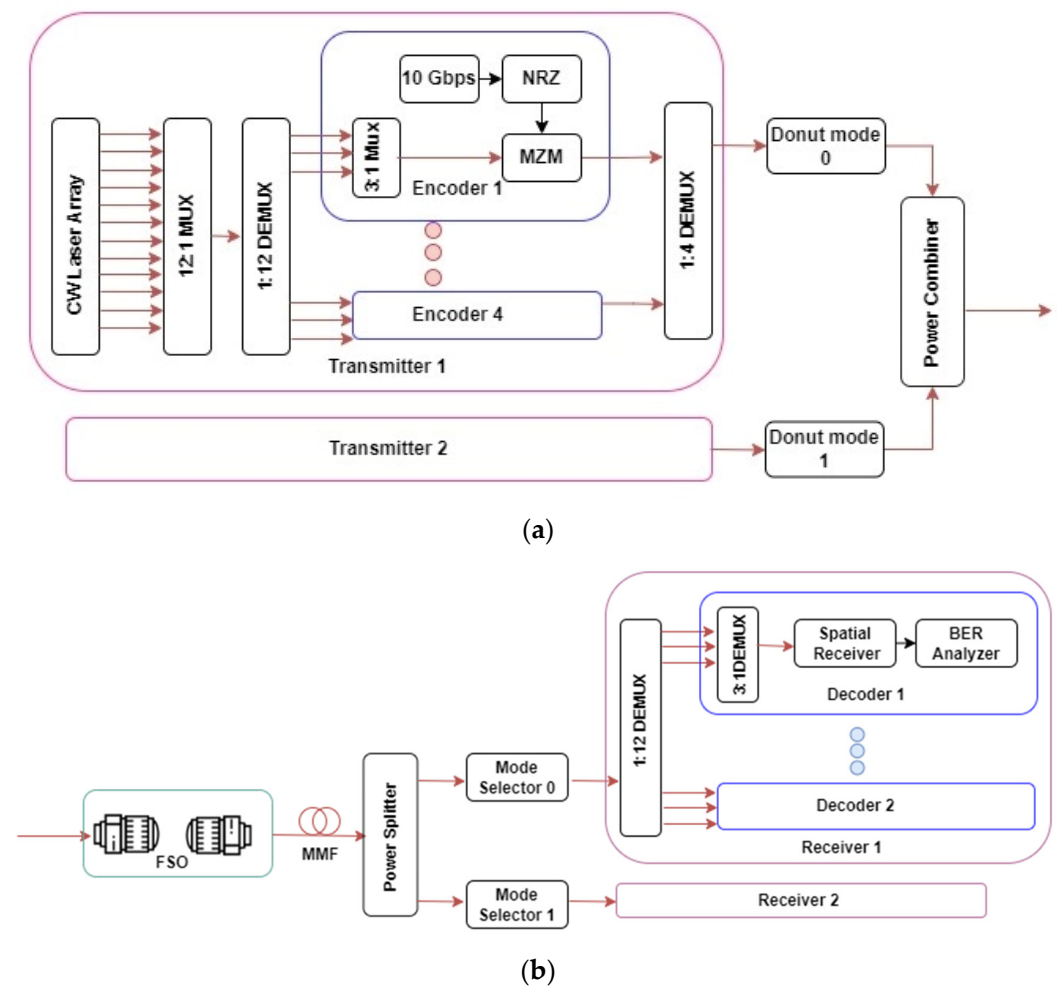 10 Gbps
NRZ
CW Laser Array
12:1 MUX
1:12 DEMUX
3:1 Mux
MZM
Encoder 1
1:4 DEMUX
Donut mode
0
Power Combiner
Encoder 4
Transmitter 1
Transmitter 2
Donut mode
1
(a)
1:12 DEMUX
3:1DEMUX
Spatial
Receiver
BER
Analyzer
Decoder 1
Power Splitter
Mode
Selector 0
Decoder 2
Receiver 1
FSO
MMF
Mode
Selector 1
Receiver 2
(b)